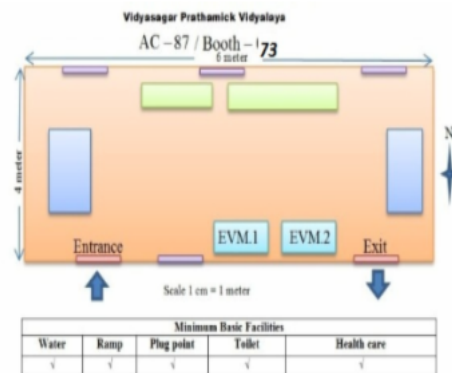 Vidyasagar Prathamick Vidyalaya
AC – 87 / Booth – 173
6 meter
4 meter
N
EVM.1 EVM.2
Entrance Exit
Scale 1 cm = 1 meter
Minimum Basic Facilities
Water Ramp Plug point Toilet Health care
√ √ √ √ √